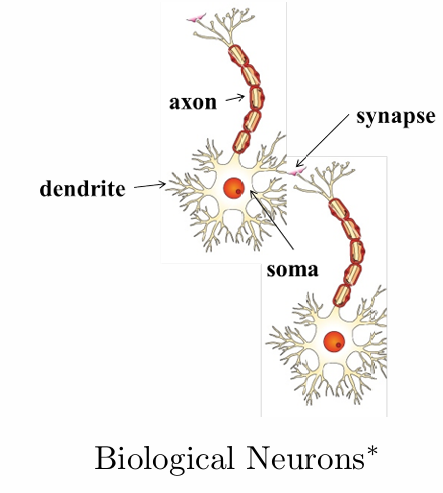 axon
synapse
dendrite
soma
Biological Neurons*